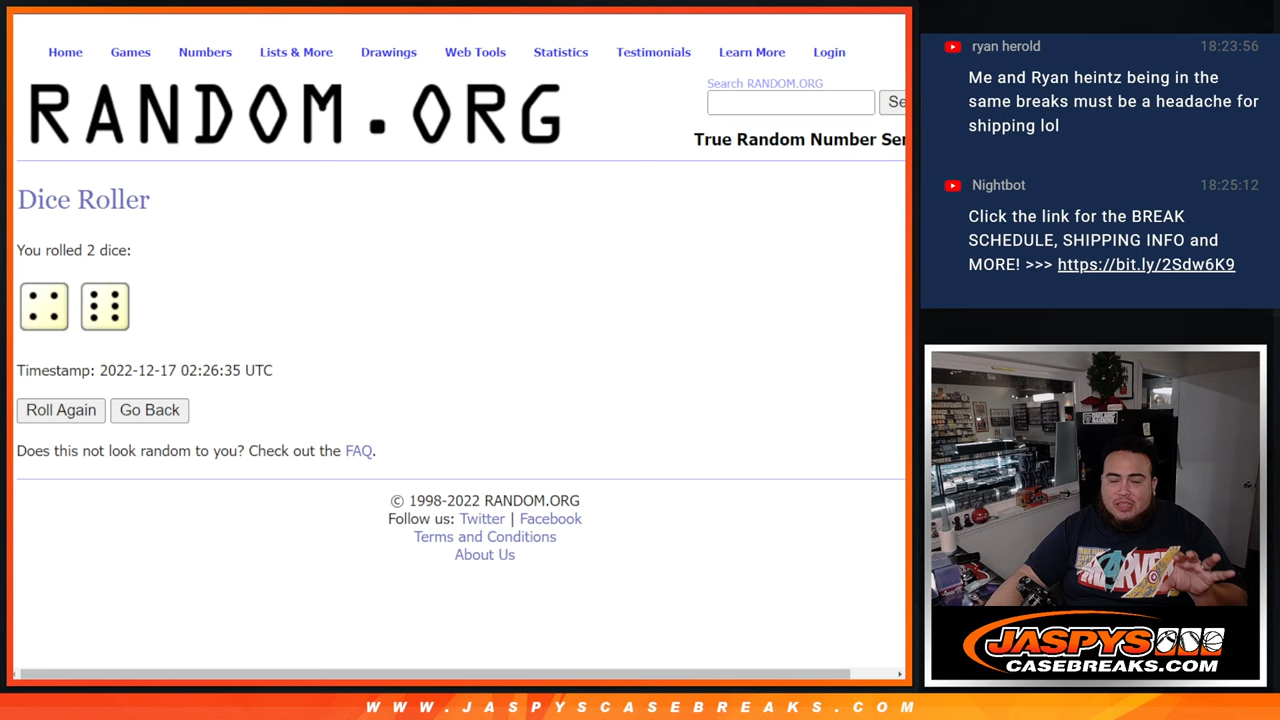 Home Games Numbers Lists & More Drawings Web Tools Statistics Testimonials Learn More Login
RANDOM.ORG
Search RANDOM.ORG
Se
True Random Number Ser
Dice Roller
You rolled 2 dice:
Timestamp: 2022-12-17 02:26:35 UTC
Roll Again Go Back
Does this not look random to you? Check out the FAQ.
© 1998-2022 RANDOM.ORG
Follow us: Twitter | Facebook
Terms and Conditions
About Us
ryan herold 18:23:56
Me and Ryan heintz being in the
same breaks must be a headache for
shipping lol
Nightbot 18:25:12
Click the link for the BREAK
SCHEDULE, SHIPPING INFO and
MORE! >>> https://bit.ly/2Sdw6K9
MARVEL
JASPYS
CASEBREAKS.COM
WWW.JASPYSCASEBREAKS.COM